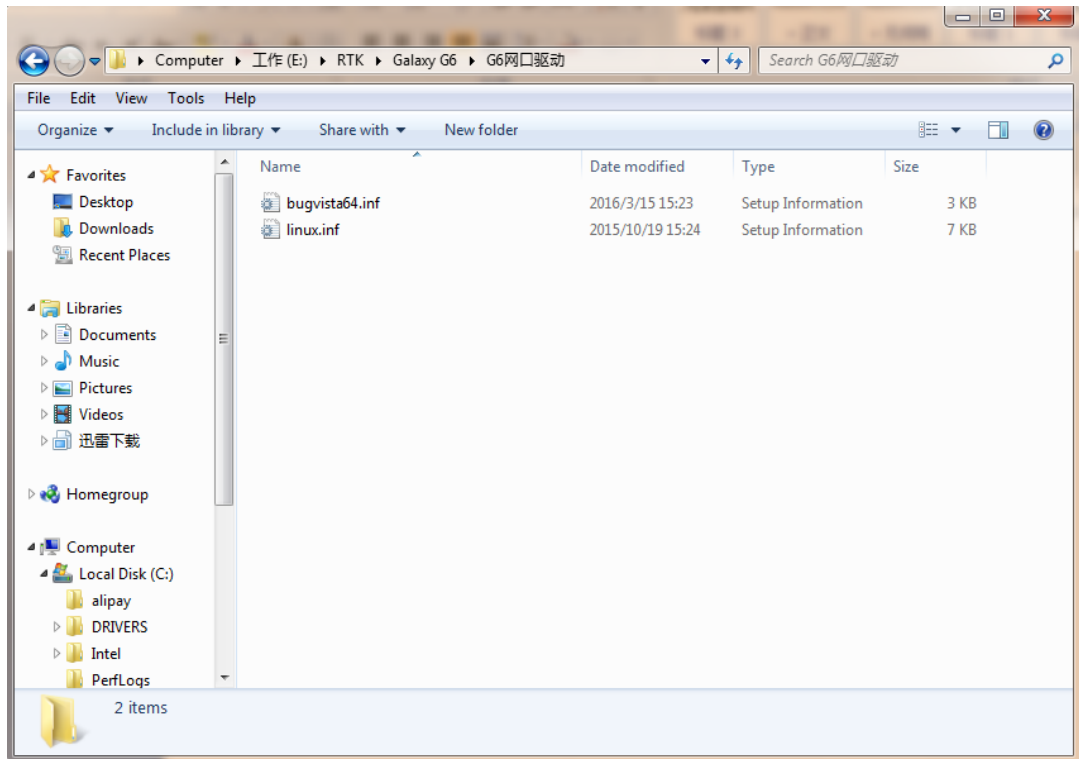 Computer 工作 (E:) RTK Galaxy G6 G6网口驱动 Search G6网口驱动
File Edit View Tools Help
Organize Include in library Share with New folder
Name Date modified Type Size
bugvista64.inf 2016/3/15 15:23 Setup Information 3 KB
linux.inf 2015/10/19 15:24 Setup Information 7 KB
Favorites
Desktop
Downloads
Recent Places
Libraries
Documents
Music
Pictures
Videos
迅雷下载
Homegroup
Computer
Local Disk (C:)
alipay
DRIVERS
Intel
PerfLogs
2 items